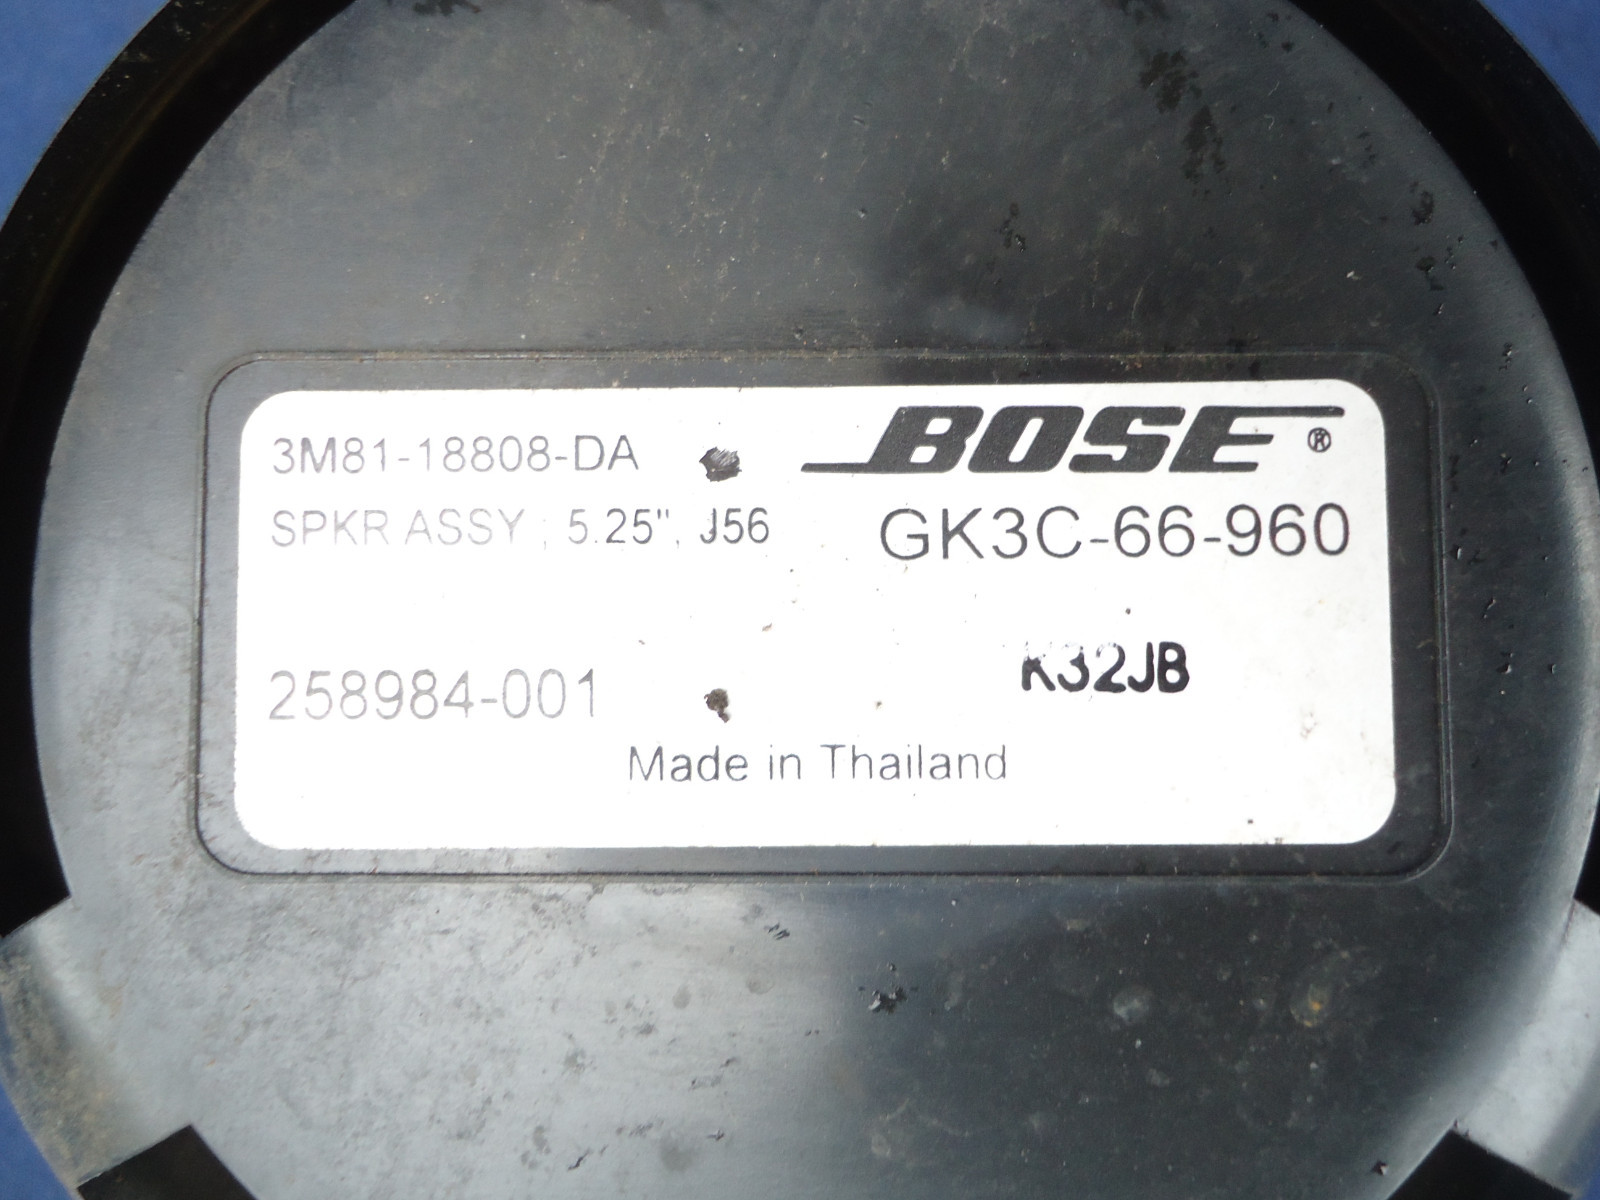 3M81-18808-DA
BOSE®
SPKR ASSY ; 5.25", J56
GK3C-66-960
258984-001
K32JB
Made in Thailand